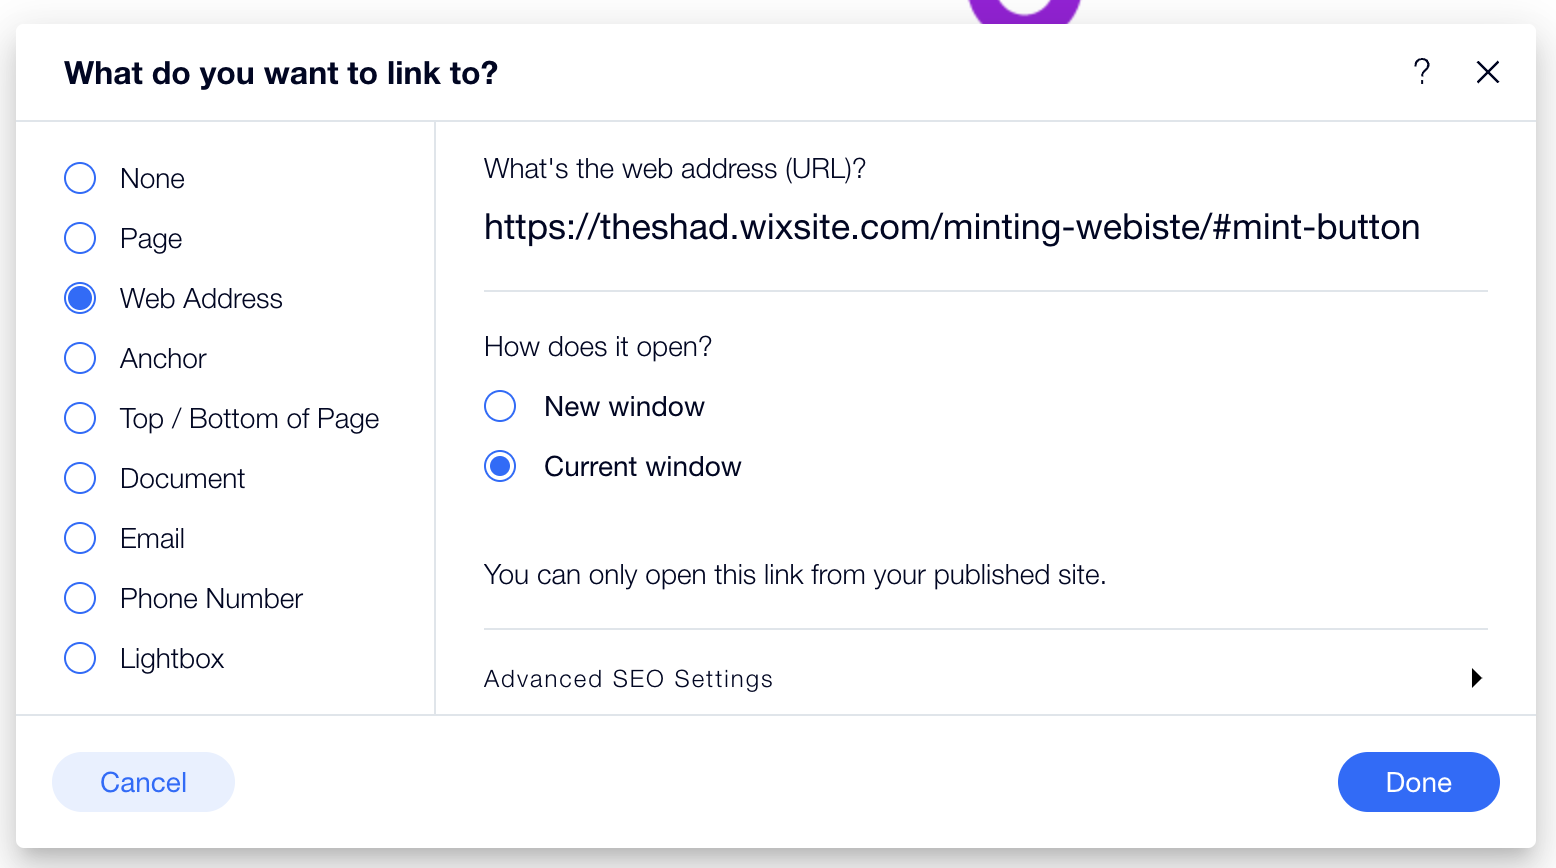 What do you want to link to?
?
None
Page
Web Address
Anchor
Top / Bottom of Page
Document
Email
Phone Number
Lightbox
What's the web address (URL)?
https://theshad.wixsite.com/minting-webiste/#mint-button
How does it open?
New window
Current window
You can only open this link from your published site.
Advanced SEO Settings
Cancel
Done